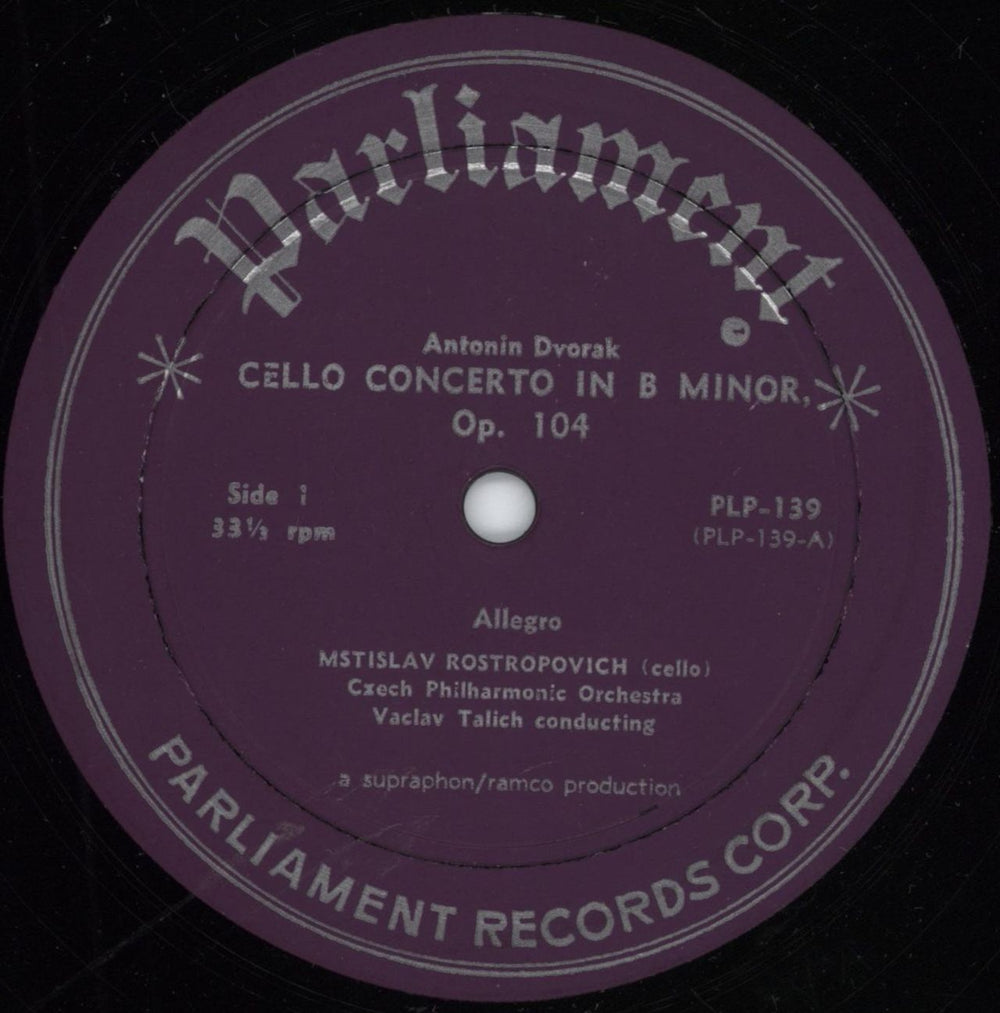 Parliament
Antonin Dvorak
CELLO CONCERTO IN B MINOR,
Op. 104
Side 1
33⅓ rpm
PLP-139
(PLP-139-A)
Allegro
MSTISLAV ROSTROPOVICH (cello)
Czech Philharmonic Orchestra
Vaclav Talich conducting
a supraphon/ramco production
PARLIAMENT RECORDS CORP.